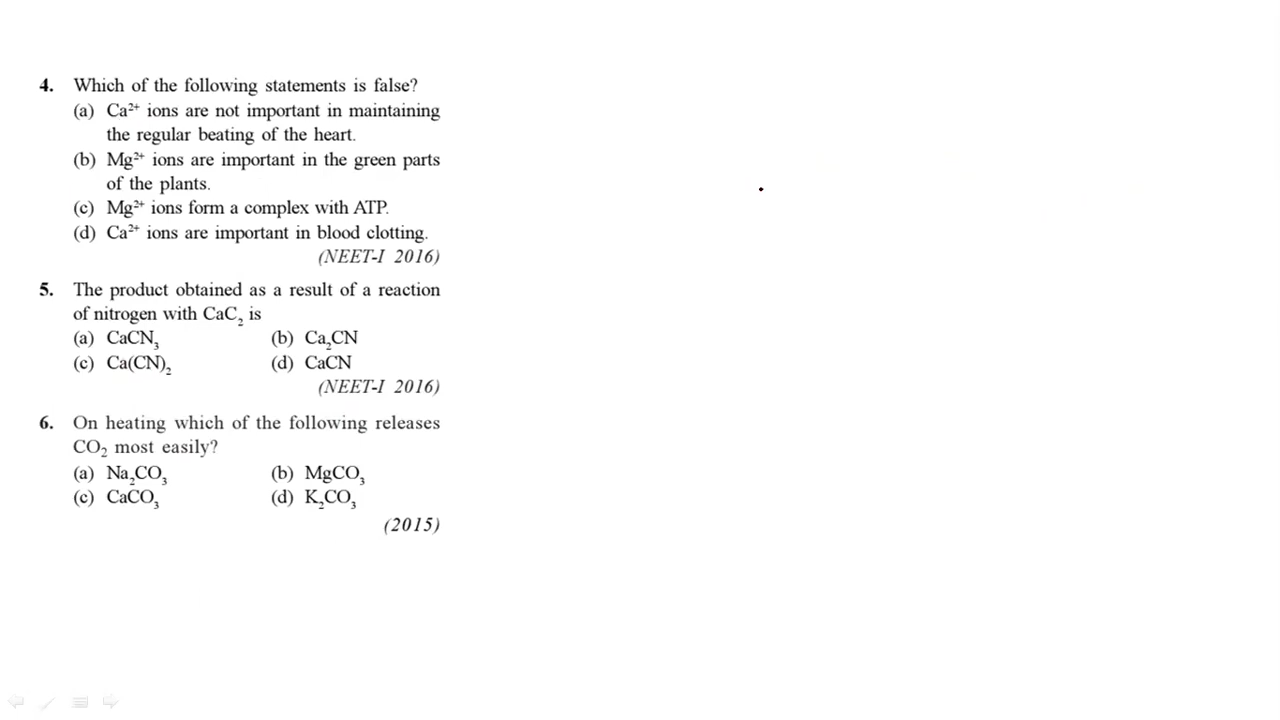 4. Which of the following statements is false?
(a) Ca²⁺ ions are not important in maintaining
the regular beating of the heart.
(b) Mg²⁺ ions are important in the green parts
of the plants.
(c) Mg²⁺ ions form a complex with ATP.
(d) Ca²⁺ ions are important in blood clotting.
(NEET-I 2016)
5. The product obtained as a result of a reaction
of nitrogen with CaC₂ is
(a) CaCN₃ (b) Ca₂CN
(c) Ca(CN)₂ (d) CaCN
(NEET-I 2016)
6. On heating which of the following releases
CO₂ most easily?
(a) Na₂CO₃ (b) MgCO₃
(c) CaCO₃ (d) K₂CO₃
(2015)